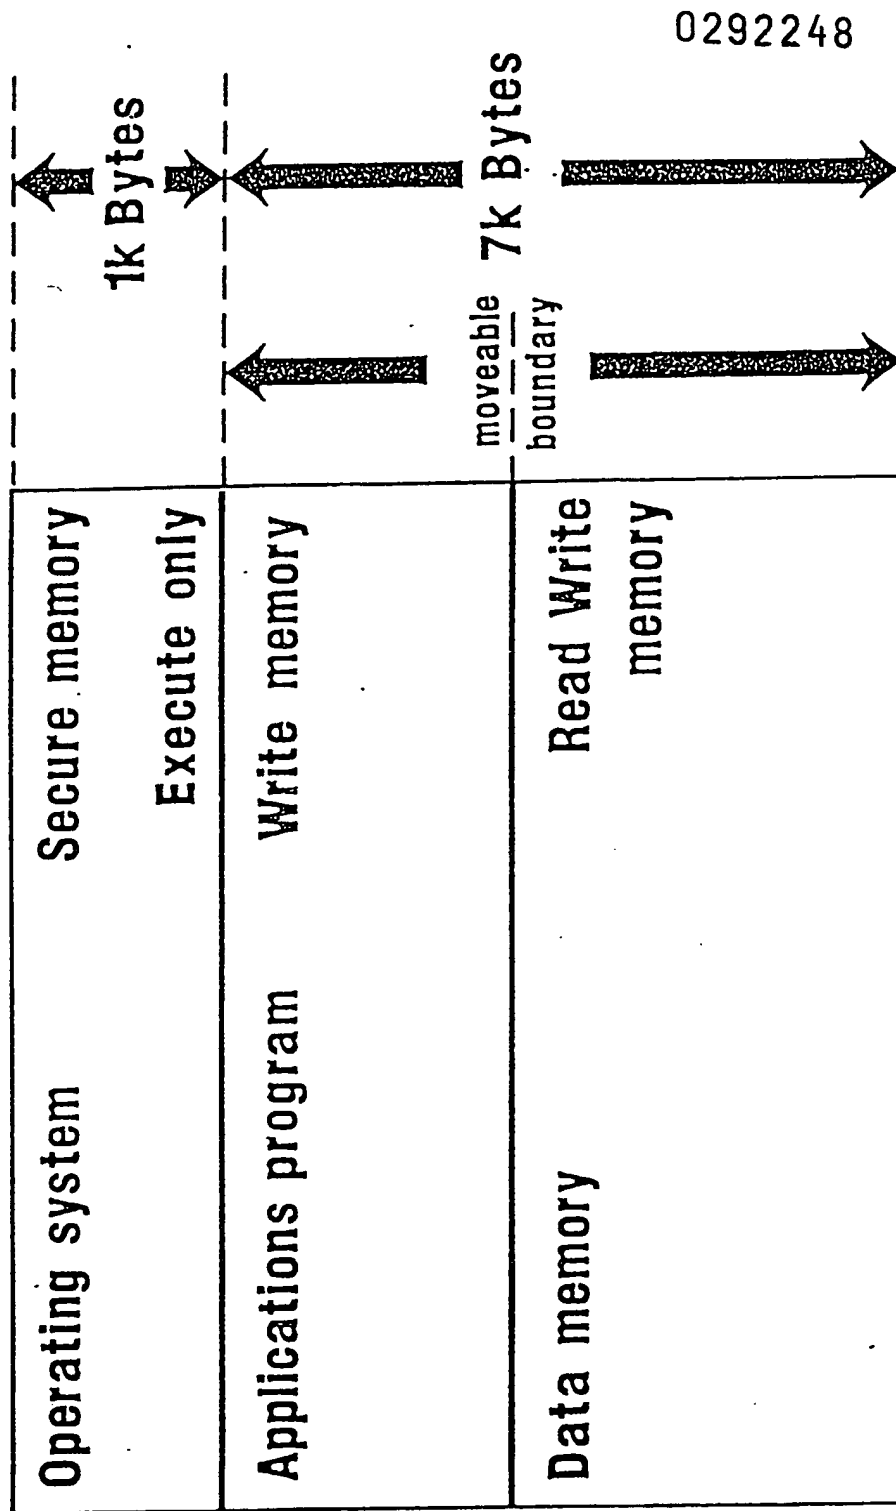 0292248
Operating system
Secure memory
Execute only
1k Bytes
Applications program
Write memory
moveable
boundary
7k Bytes
Data memory
Read Write
memory